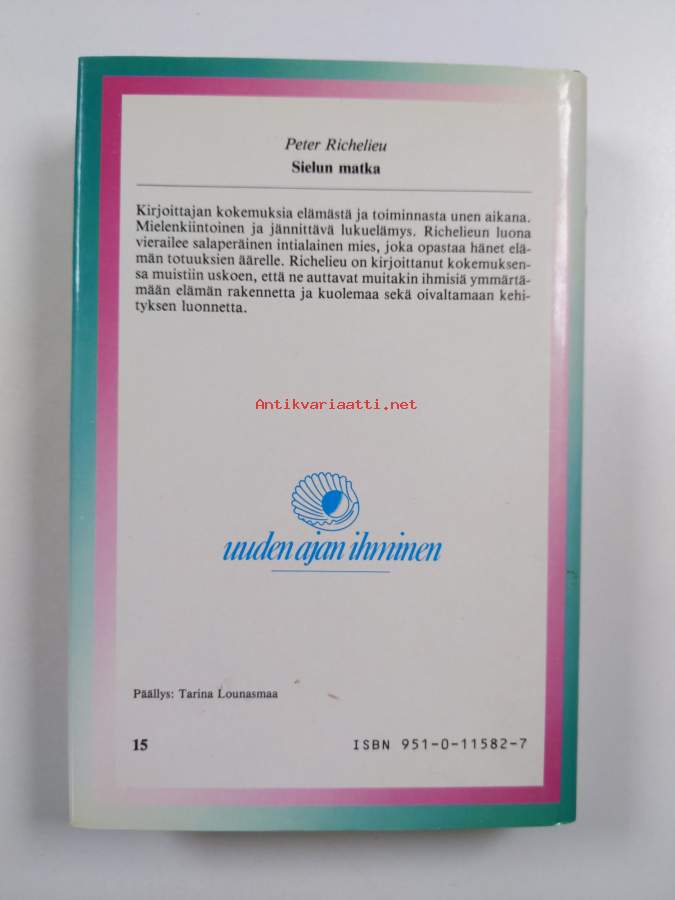 Peter Richelieu
Sielun matka
Kirjoittajan kokemuksia elämästä ja toiminnasta unen aikana.
Mielenkiintoinen ja jännittävä lukuelämys. Richelieun luona
vierailee salaperäinen intialainen mies, joka opastaa hänet elä-
män totuuksien äärelle. Richelieu on kirjoittanut kokemuksen-
sa muistiin uskoen, että ne auttavat muitakin ihmisiä ymmärtä-
mään elämän rakennetta ja kuolemaa sekä oivaltamaan kehi-
tyksen luonnetta.
Antikvariaatti.net
uuden ajan ihminen
Päällys: Tarina Lounasmaa
15 ISBN 951-0-11582-7